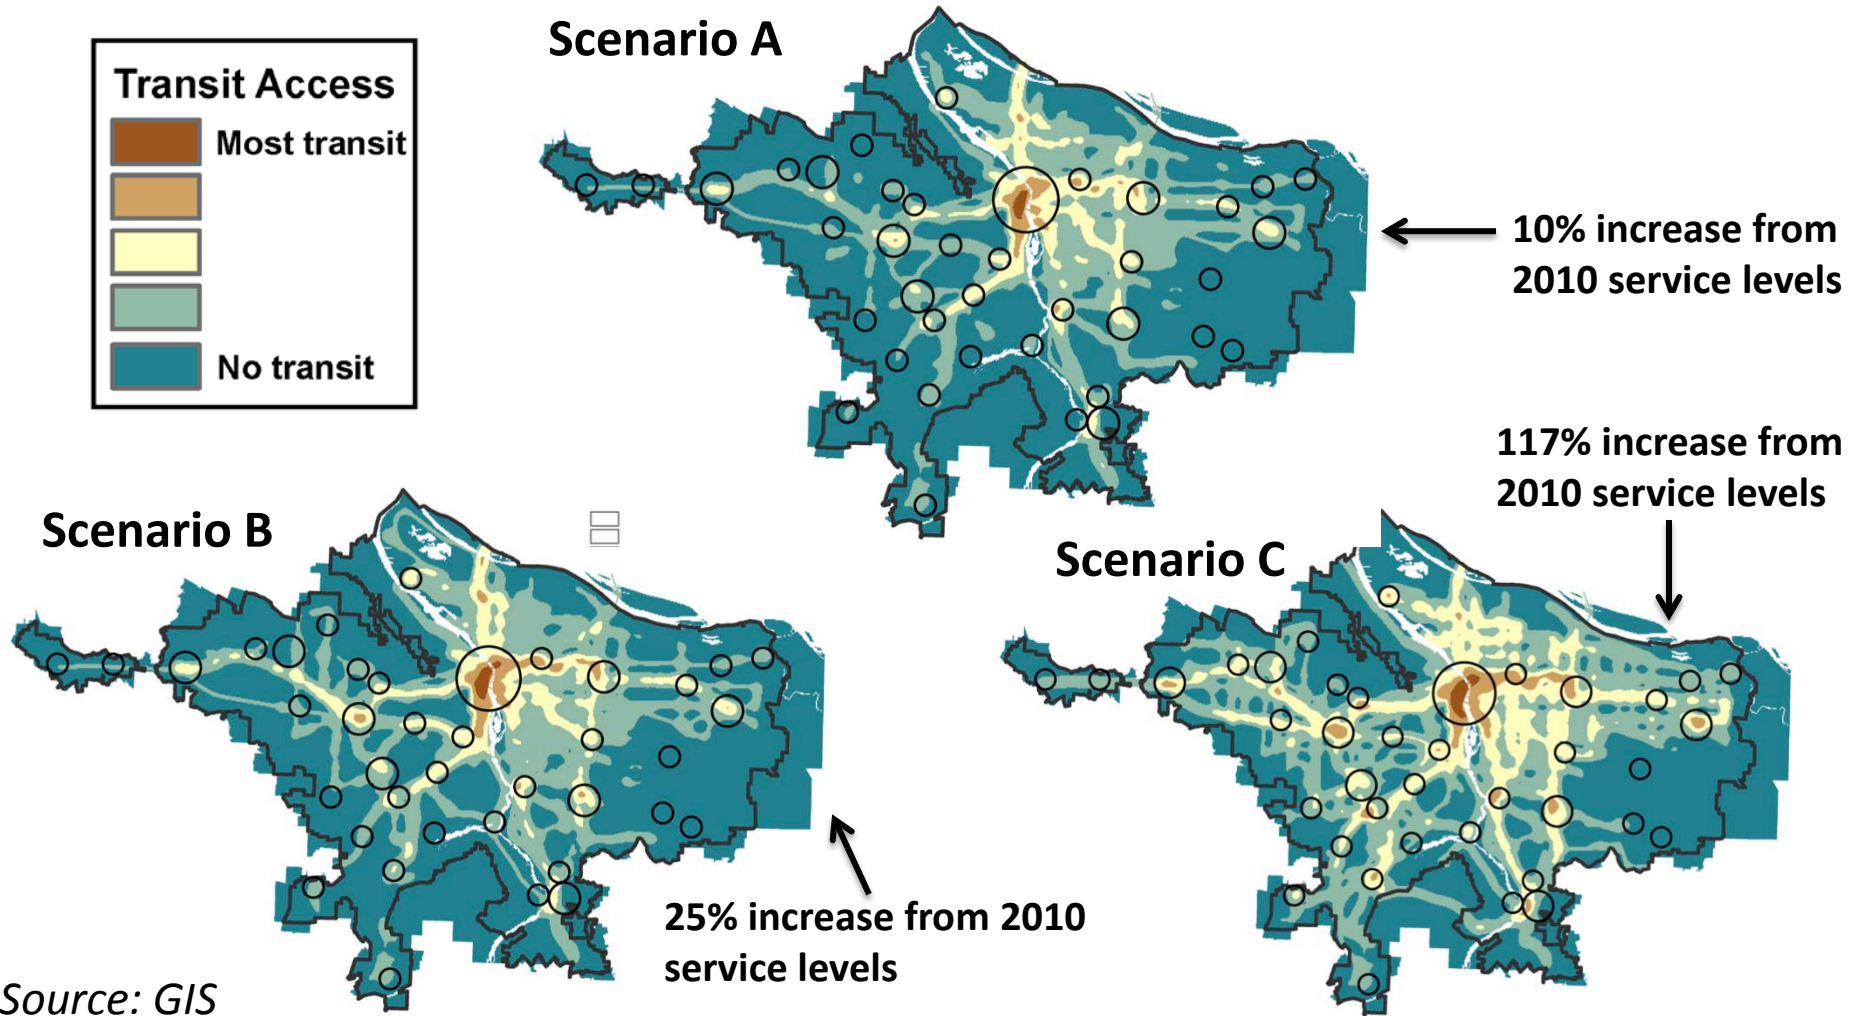 Scenario A
Transit Access
Most transit
No transit
10% increase from
2010 service levels
117% increase from
2010 service levels
Scenario B
Scenario C
25% increase from 2010
service levels
Source: GIS